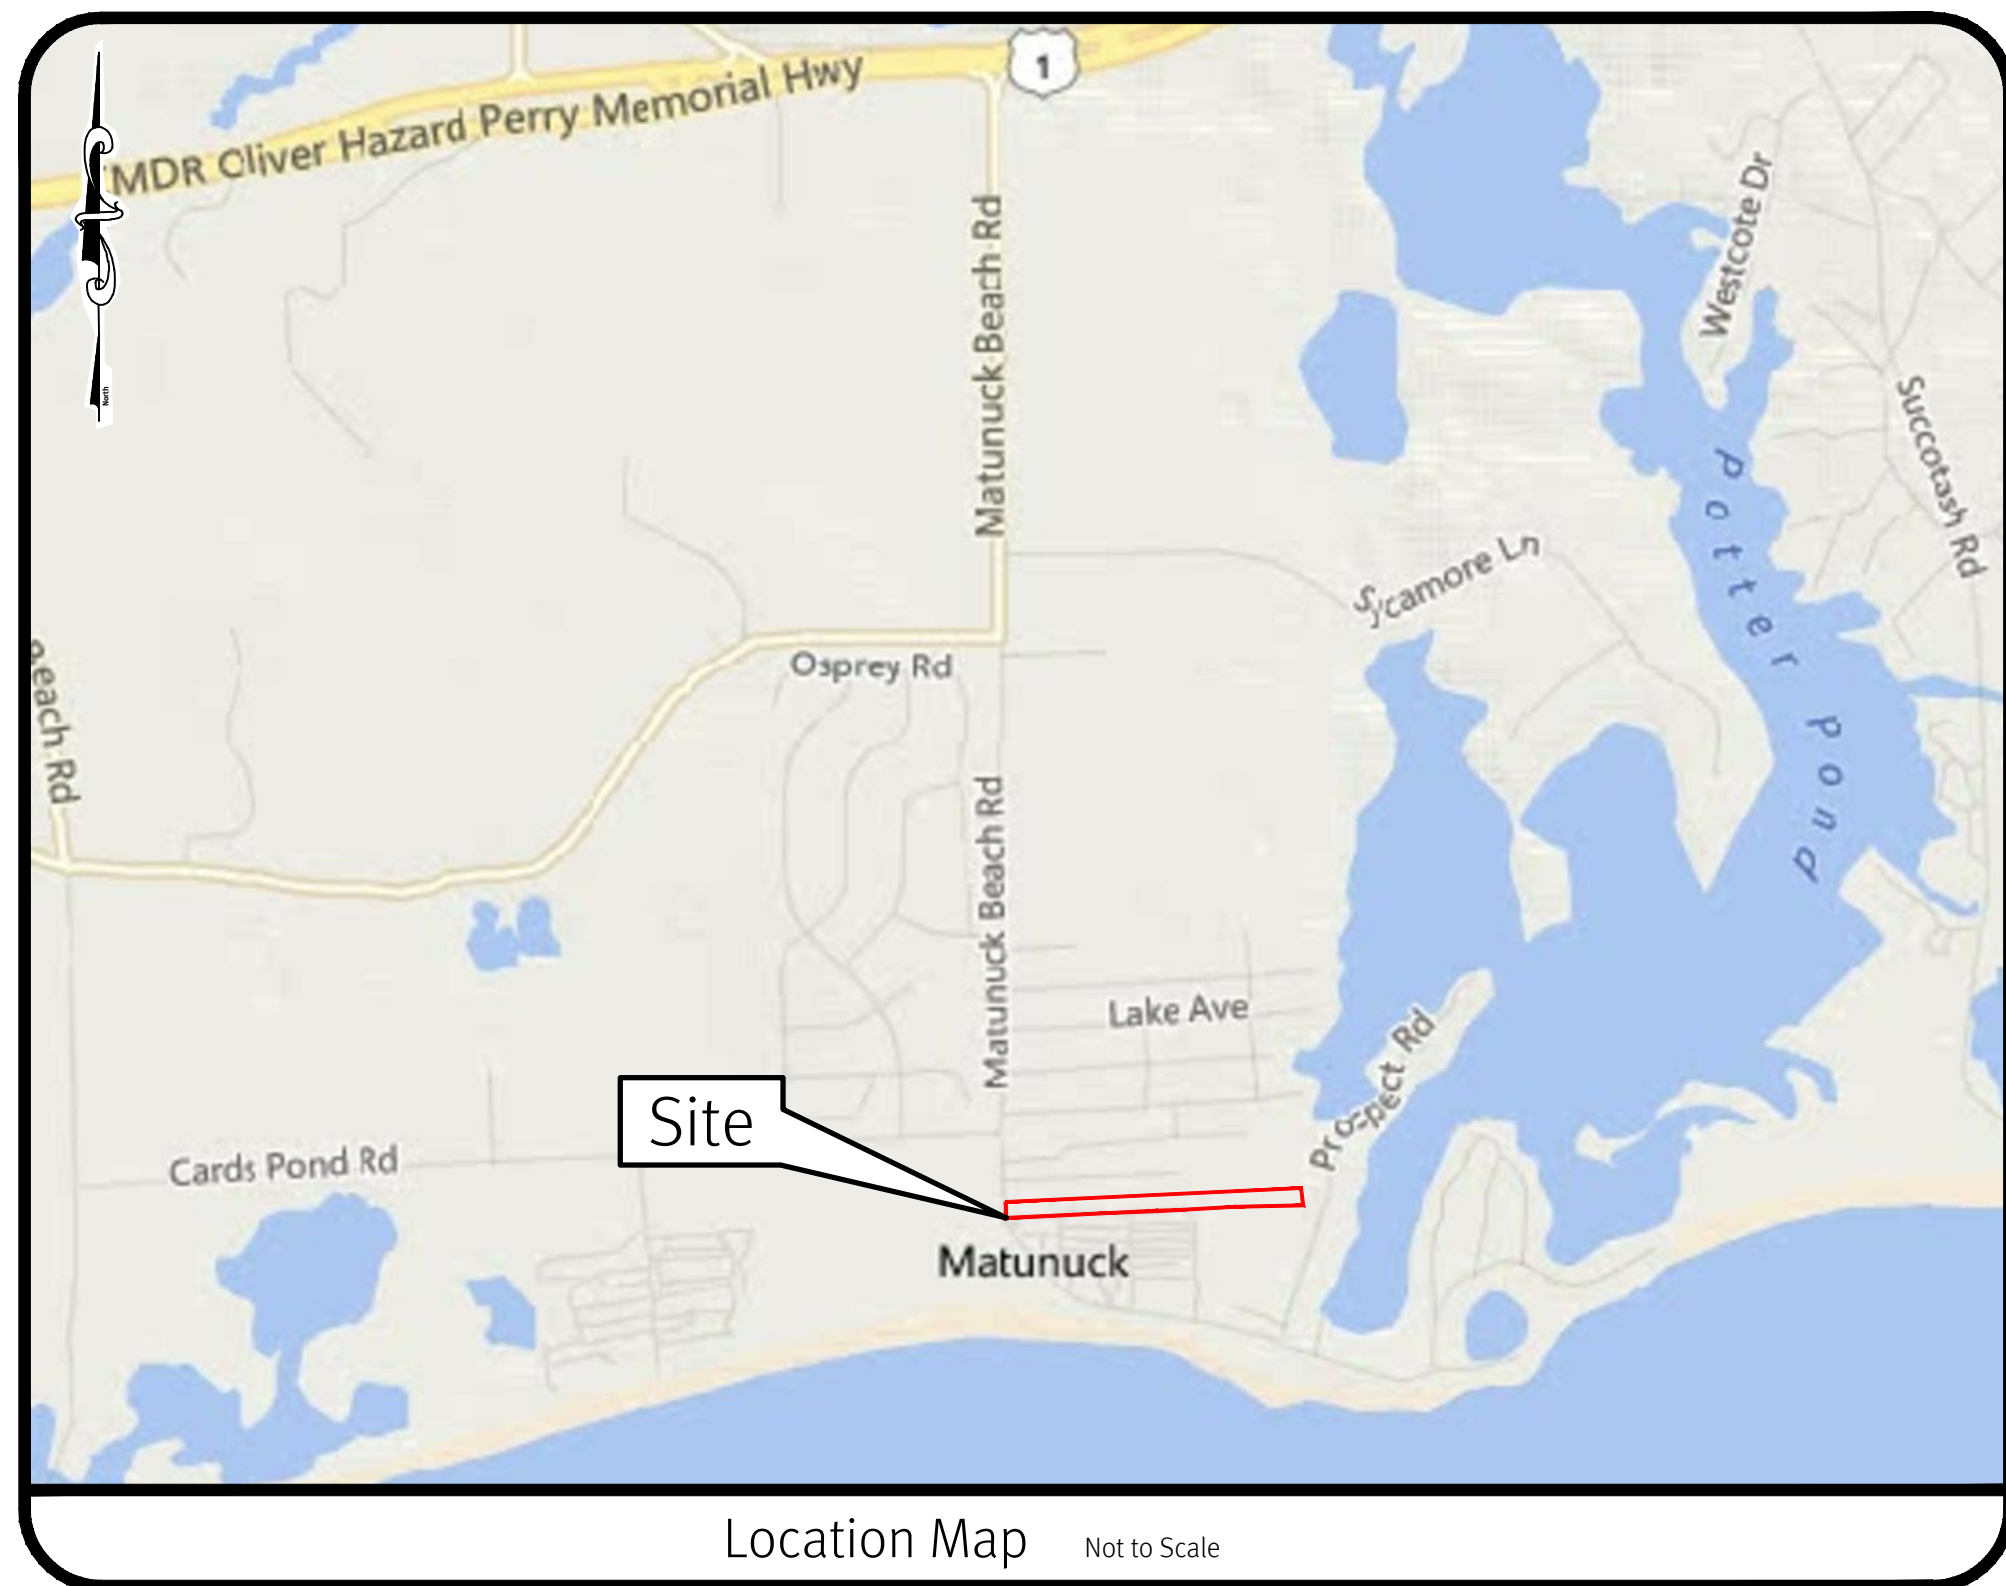 1
MDR Oliver Hazard Perry Memorial Hwy
North
Matunuck Beach Rd
Westcote Dr
Succotash Rd
Potter Pond
Sycamore Ln
Osprey Rd
Beach Rd
Matunuck Beach Rd
Lake Ave
Prospect Rd
Site
Cards Pond Rd
Matunuck
Location Map Not to Scale